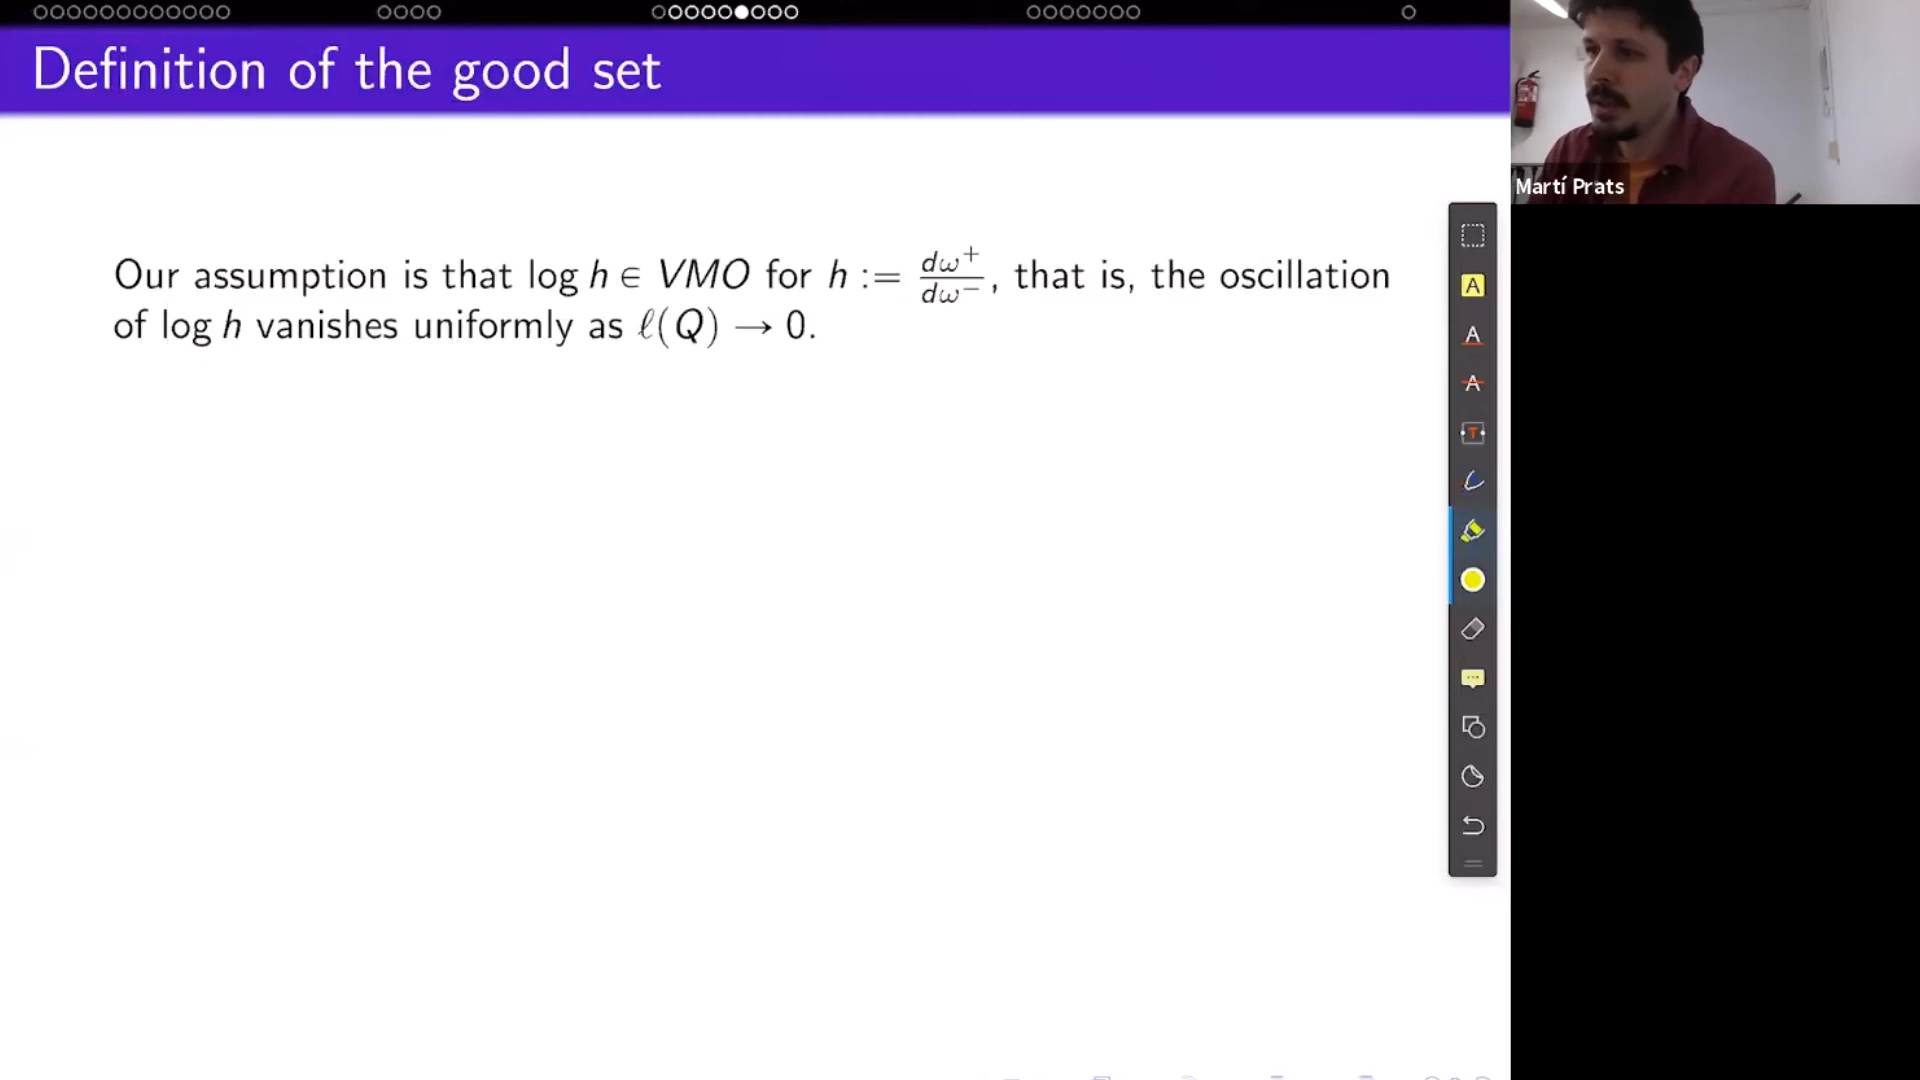 Definition of the good set
Our assumption is that log h ∈ VMO for h := dω⁺/dω⁻, that is, the oscillation
of log h vanishes uniformly as ℓ(Q) → 0.
Martí Prats
A
A
A
T